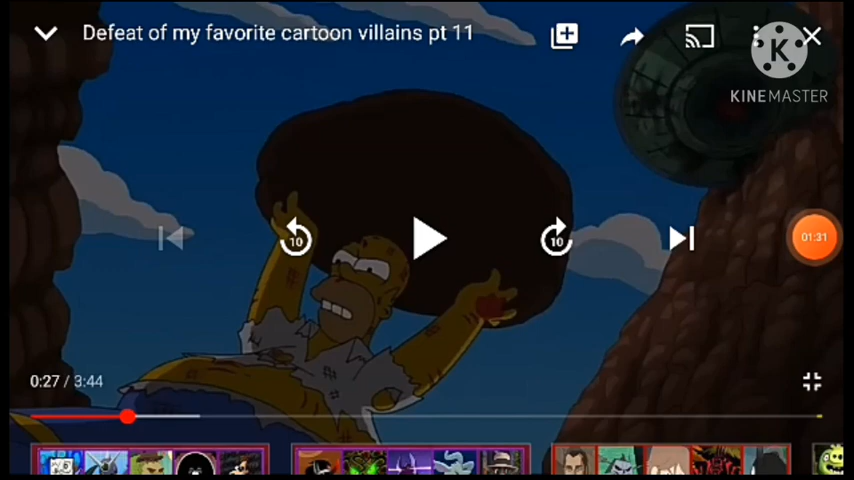 Defeat of my favorite cartoon villains pt 11
K
KINEMASTER
10
10
01:31
0:27 / 3:44